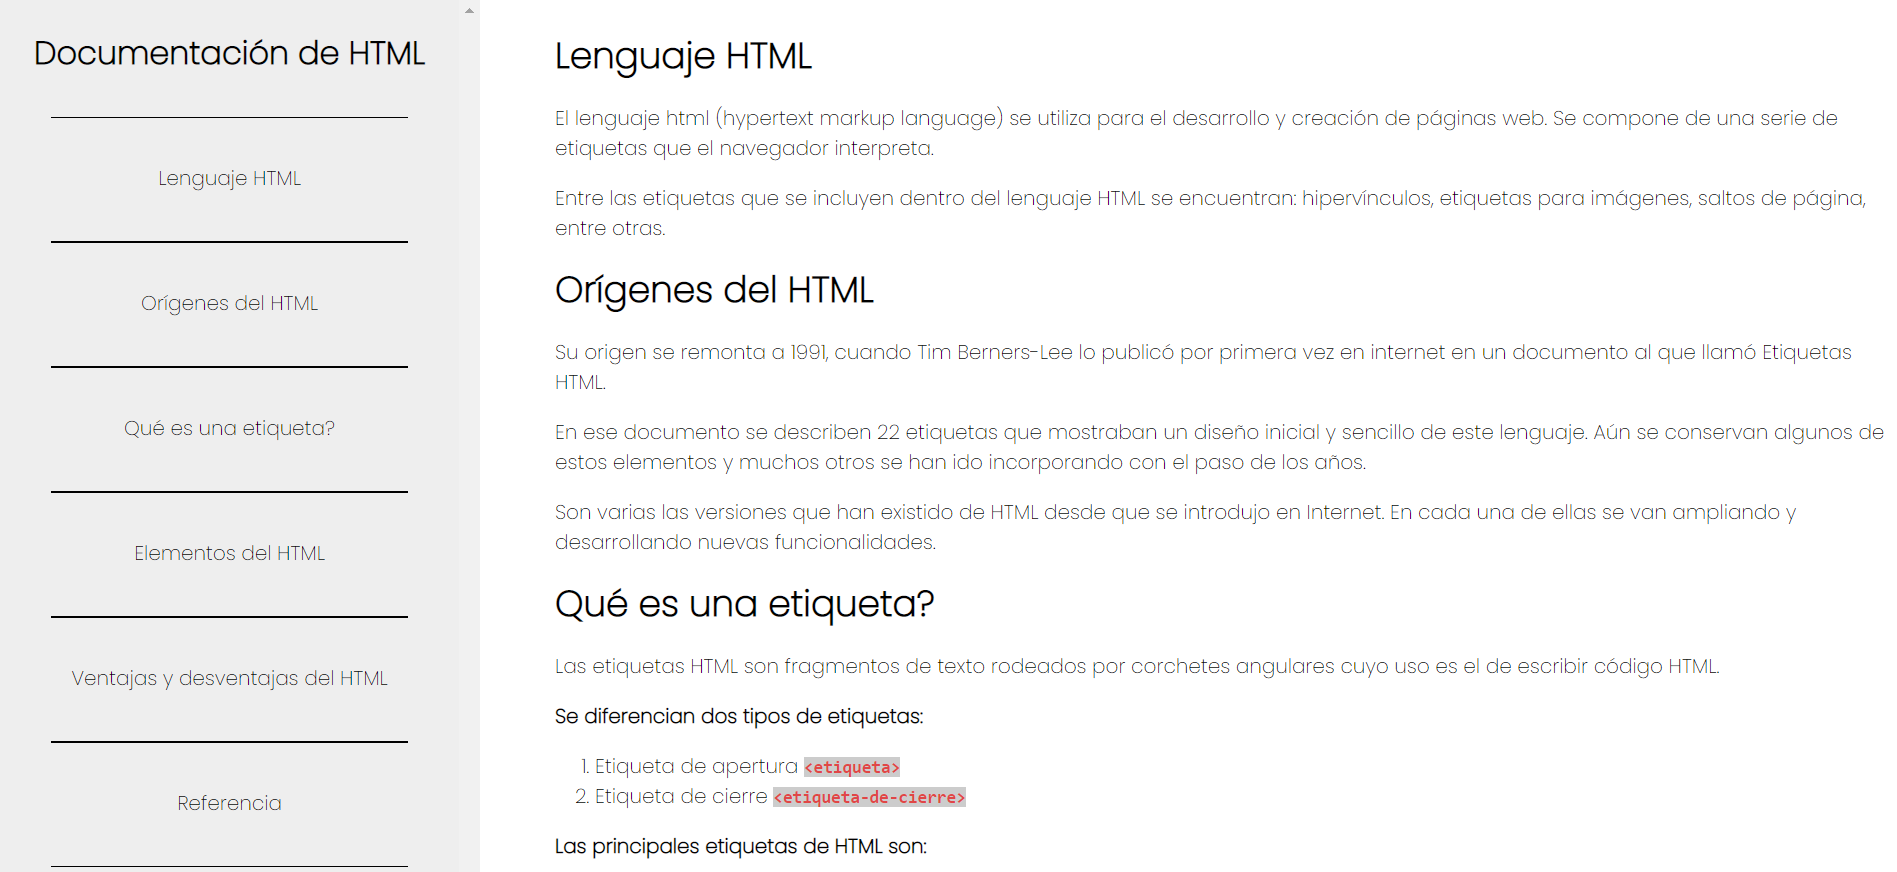 Documentación de HTML
Lenguaje HTML
Orígenes del HTML
Qué es una etiqueta?
Elementos del HTML
Ventajas y desventajas del HTML
Referencia
Lenguaje HTML
El lenguaje html (hypertext markup language) se utiliza para el desarrollo y creación de páginas web. Se compone de una serie de
etiquetas que el navegador interpreta.
Entre las etiquetas que se incluyen dentro del lenguaje HTML se encuentran: hipervínculos, etiquetas para imágenes, saltos de página,
entre otras.
Orígenes del HTML
Su origen se remonta a 1991, cuando Tim Berners-Lee lo publicó por primera vez en internet en un documento al que llamó Etiquetas
HTML.
En ese documento se describen 22 etiquetas que mostraban un diseño inicial y sencillo de este lenguaje. Aún se conservan algunos de
estos elementos y muchos otros se han ido incorporando con el paso de los años.
Son varias las versiones que han existido de HTML desde que se introdujo en Internet. En cada una de ellas se van ampliando y
desarrollando nuevas funcionalidades.
Qué es una etiqueta?
Las etiquetas HTML son fragmentos de texto rodeados por corchetes angulares cuyo uso es el de escribir código HTML.
Se diferencian dos tipos de etiquetas:
1. Etiqueta de apertura <etiqueta>
2. Etiqueta de cierre <etiqueta-de-cierre>
Las principales etiquetas de HTML son: